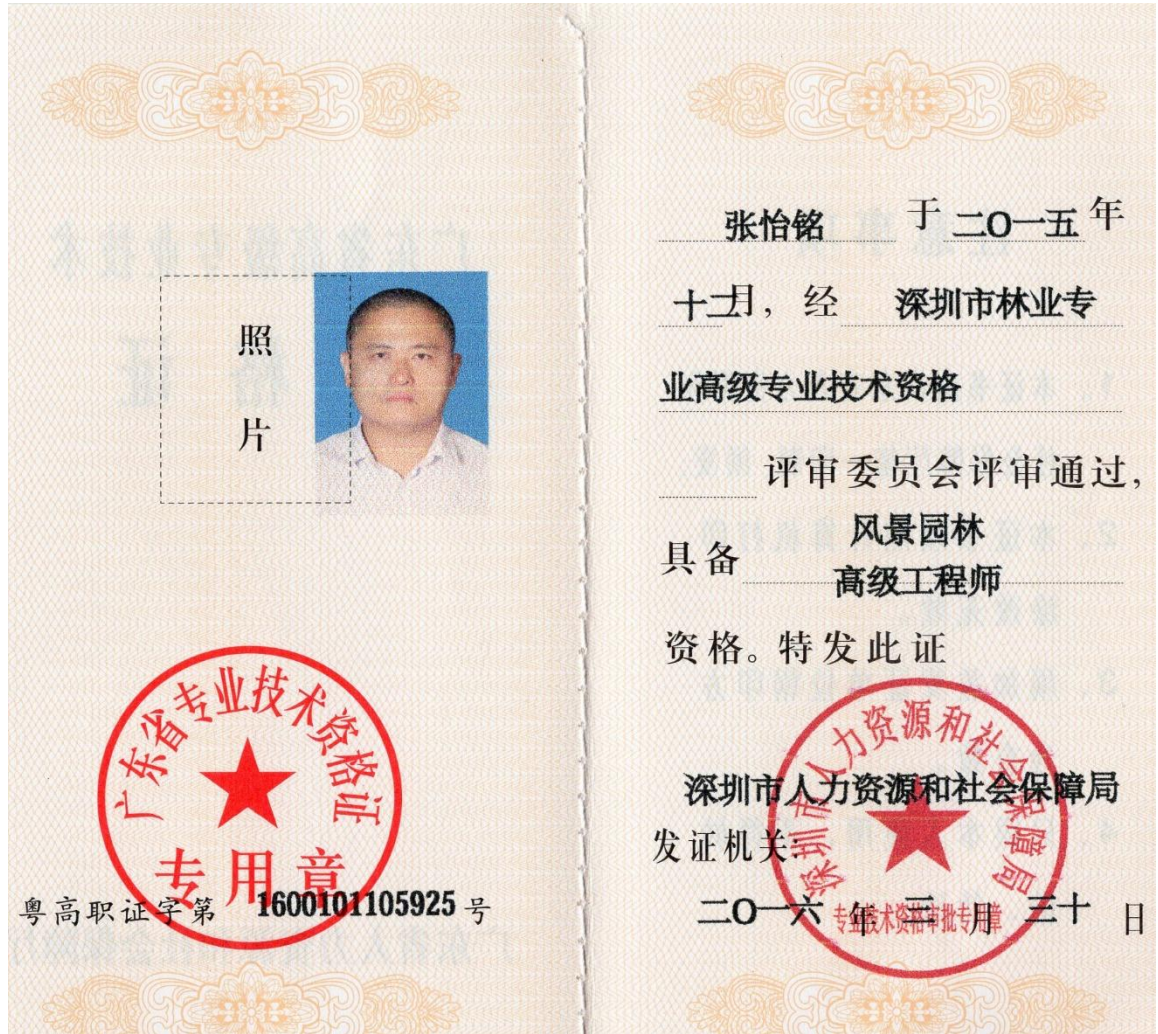 照
片
广东省专业技术资格证
专用章
粤高职证字第 1600101105925 号
张怡铭 于 二O一五 年
十二月，经 深圳市林业专
业高级专业技术资格
评审委员会评审通过，
具备 风景园林
高级工程师
资格。特发此证
深圳市人力资源和社会保障局
深圳市人力资源和社会保障局
发证机关：
二O一六 年 三 月 三十 日
专业技术资格审批专用章